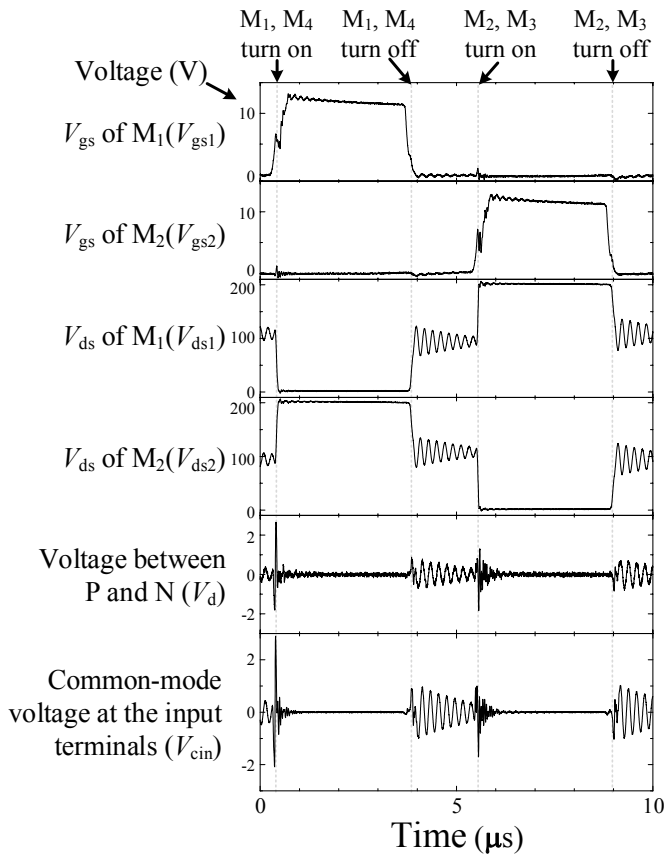 M1, M4 turn on
M1, M4 turn off
M2, M3 turn on
M2, M3 turn off
Voltage (V)
10
0
Vgs of M1(Vgs1)
10
0
Vgs of M2(Vgs2)
200
100
0
Vds of M1(Vds1)
200
100
0
Vds of M2(Vds2)
2
0
-2
Voltage between
P and N (Vd)
2
0
-2
Common-mode
voltage at the input
terminals (Vcin)
0
5
10
Time (μs)